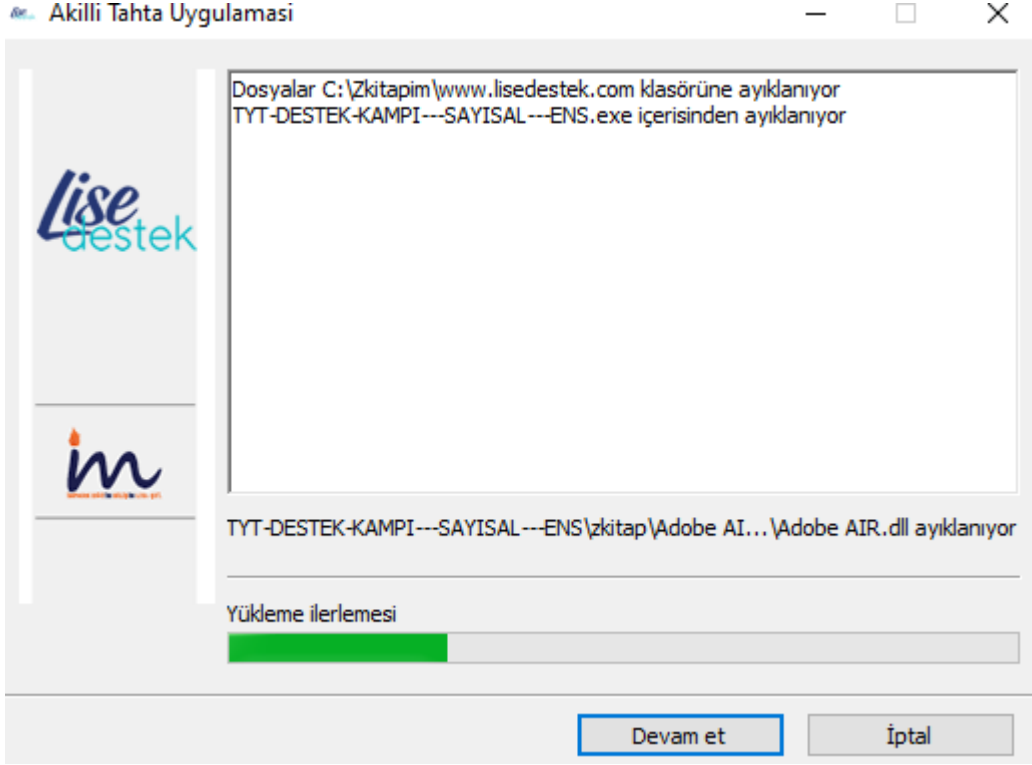 Akilli Tahta Uygulamasi
Dosyalar C:\Zkitapim\www.lisedestek.com klasörüne ayıklanıyor
TYT-DESTEK-KAMPI---SAYISAL---ENS.exe içerisinden ayıklanıyor
Lise
destek
im
TYT-DESTEK-KAMPI---SAYISAL---ENS\zkitap\Adobe AI...\Adobe AIR.dll ayıklanıyor
Yükleme ilerlemesi
Devam et
İptal